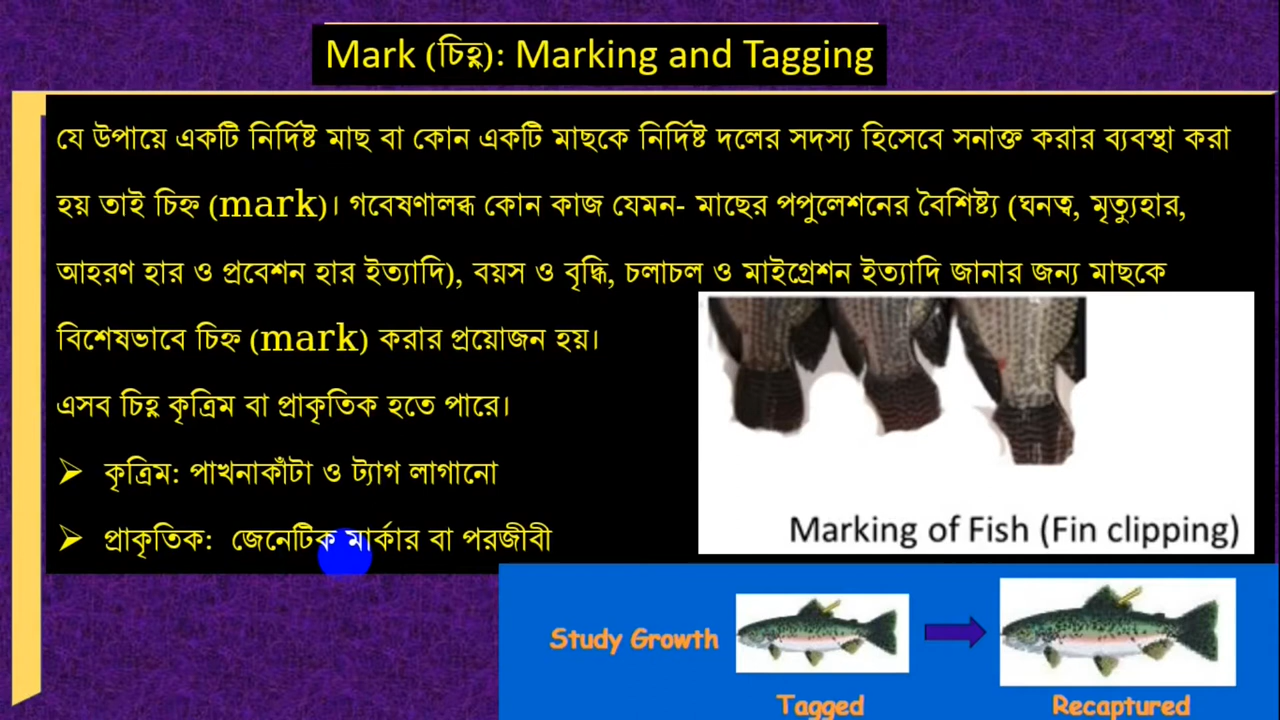 Mark (চিহ্ণ): Marking and Tagging
যে উপায়ে একটি নির্দিষ্ট মাছ বা কোন একটি মাছকে নির্দিষ্ট দলের সদস্য হিসেবে সনাক্ত করার ব্যবস্থা করা
হয় তাই চিহ্ন (mark)। গবেষণালব্ধ কোন কাজ যেমন- মাছের পপুলেশনের বৈশিষ্ট্য (ঘনত্ব, মৃত্যুহার,
আহরণ হার ও প্রবেশন হার ইত্যাদি), বয়স ও বৃদ্ধি, চলাচল ও মাইগ্রেশন ইত্যাদি জানার জন্য মাছকে
বিশেষভাবে চিহ্ন (mark) করার প্রয়োজন হয়।
এসব চিহ্ণ কৃত্রিম বা প্রাকৃতিক হতে পারে।
➢ কৃত্রিম: পাখনাকাঁটা ও ট্যাগ লাগানো
➢ প্রাকৃতিক: জেনেটিক মার্কার বা পরজীবী
Marking of Fish (Fin clipping)
Study Growth
Tagged
Recaptured